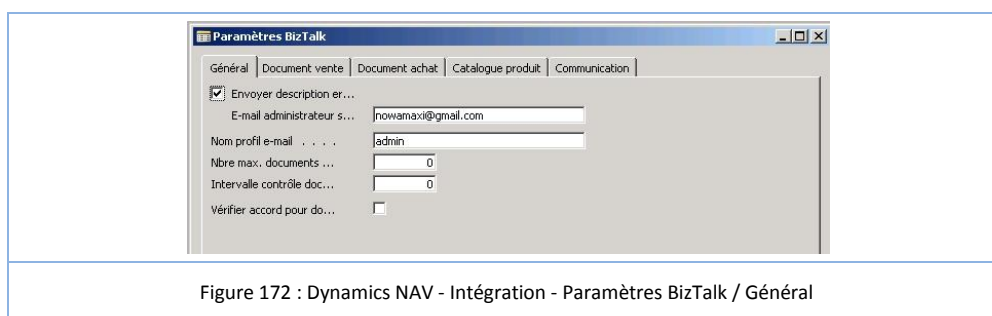 Paramètres BizTalk
Général Document vente Document achat Catalogue produit Communication
Envoyer description er...
E-mail administrateur s... nowamaxi@gmail.com
Nom profil e-mail . . . . admin
Nbre max. documents ... 0
Intervalle contrôle doc... 0
Vérifier accord pour do...
Figure 172 : Dynamics NAV - Intégration - Paramètres BizTalk / Général